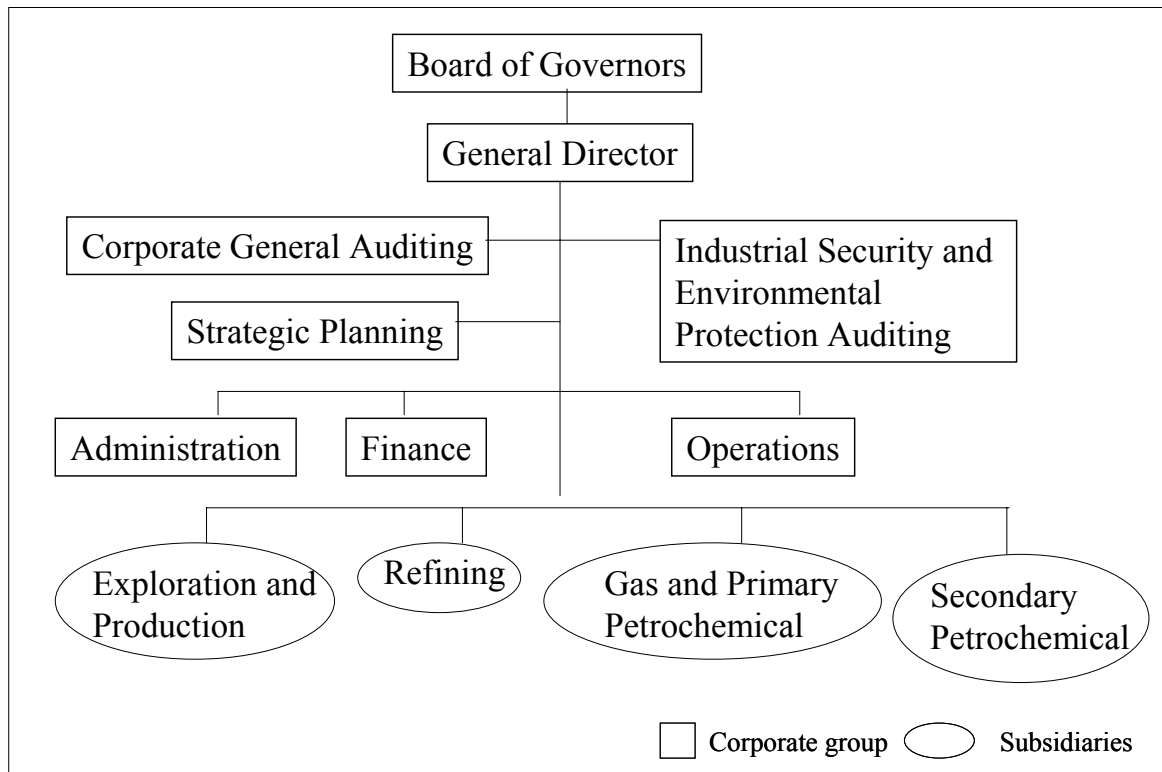 Board of Governors
General Director
Corporate General Auditing
Industrial Security and
Environmental
Protection Auditing
Strategic Planning
Administration
Finance
Operations
Exploration and
Production
Refining
Gas and Primary
Petrochemical
Secondary
Petrochemical
Corporate group
Subsidiaries